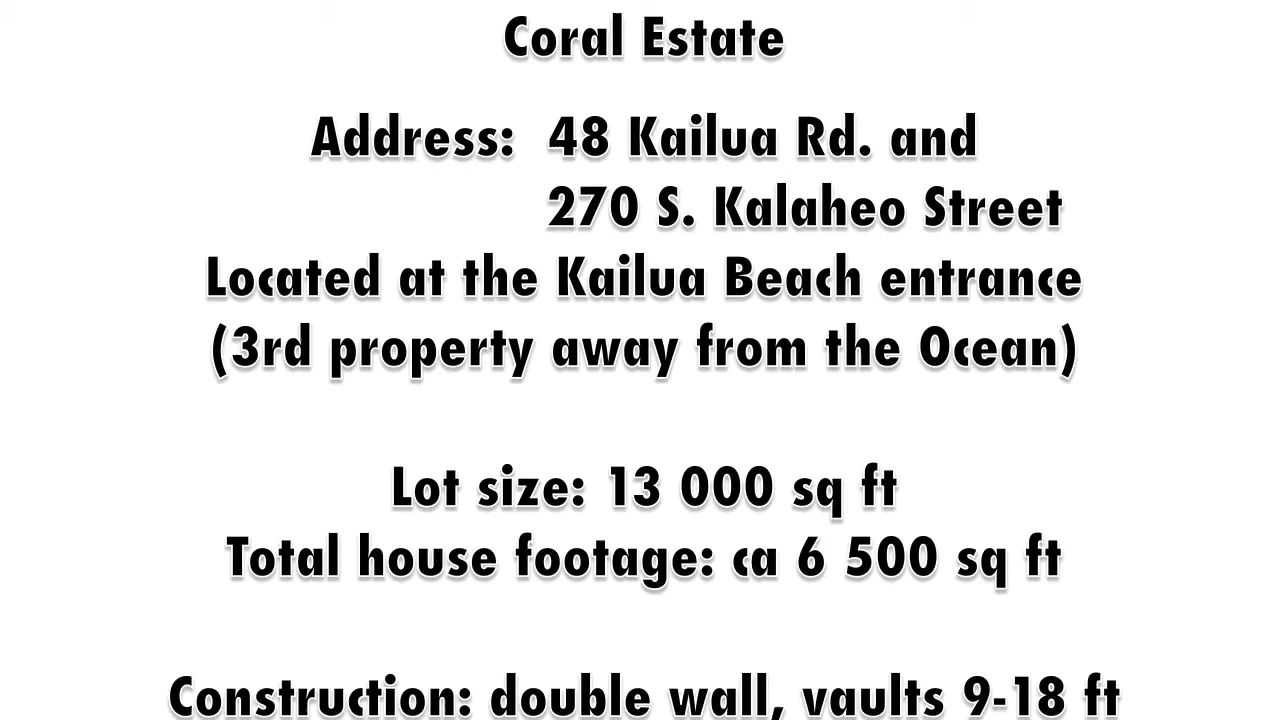 Coral Estate
Address: 48 Kailua Rd. and
270 S. Kalaheo Street
Located at the Kailua Beach entrance
(3rd property away from the Ocean)
Lot size: 13 000 sq ft
Total house footage: ca 6 500 sq ft
Construction: double wall, vaults 9-18 ft